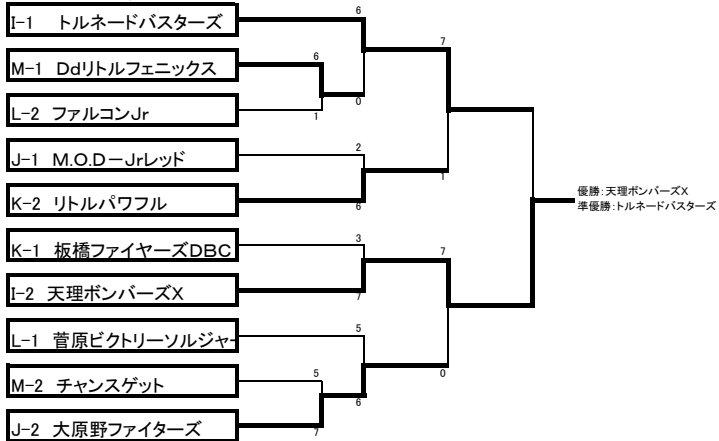 6
I-1 トルネードバスターズ
7
M-1 Ddリトルフェニックス
6
0
L-2 ファルコンJr
1
J-1 M.O.D－Jrレッド
2
1
K-2 リトルパワフル
6
優勝:天理ボンバーズX
準優勝:トルネードバスターズ
K-1 板橋ファイヤーズDBC
3
7
I-2 天理ボンバーズX
7
L-1 菅原ビクトリーソルジャー
5
M-2 チャンスゲット
5
0
6
J-2 大原野ファイターズ
7